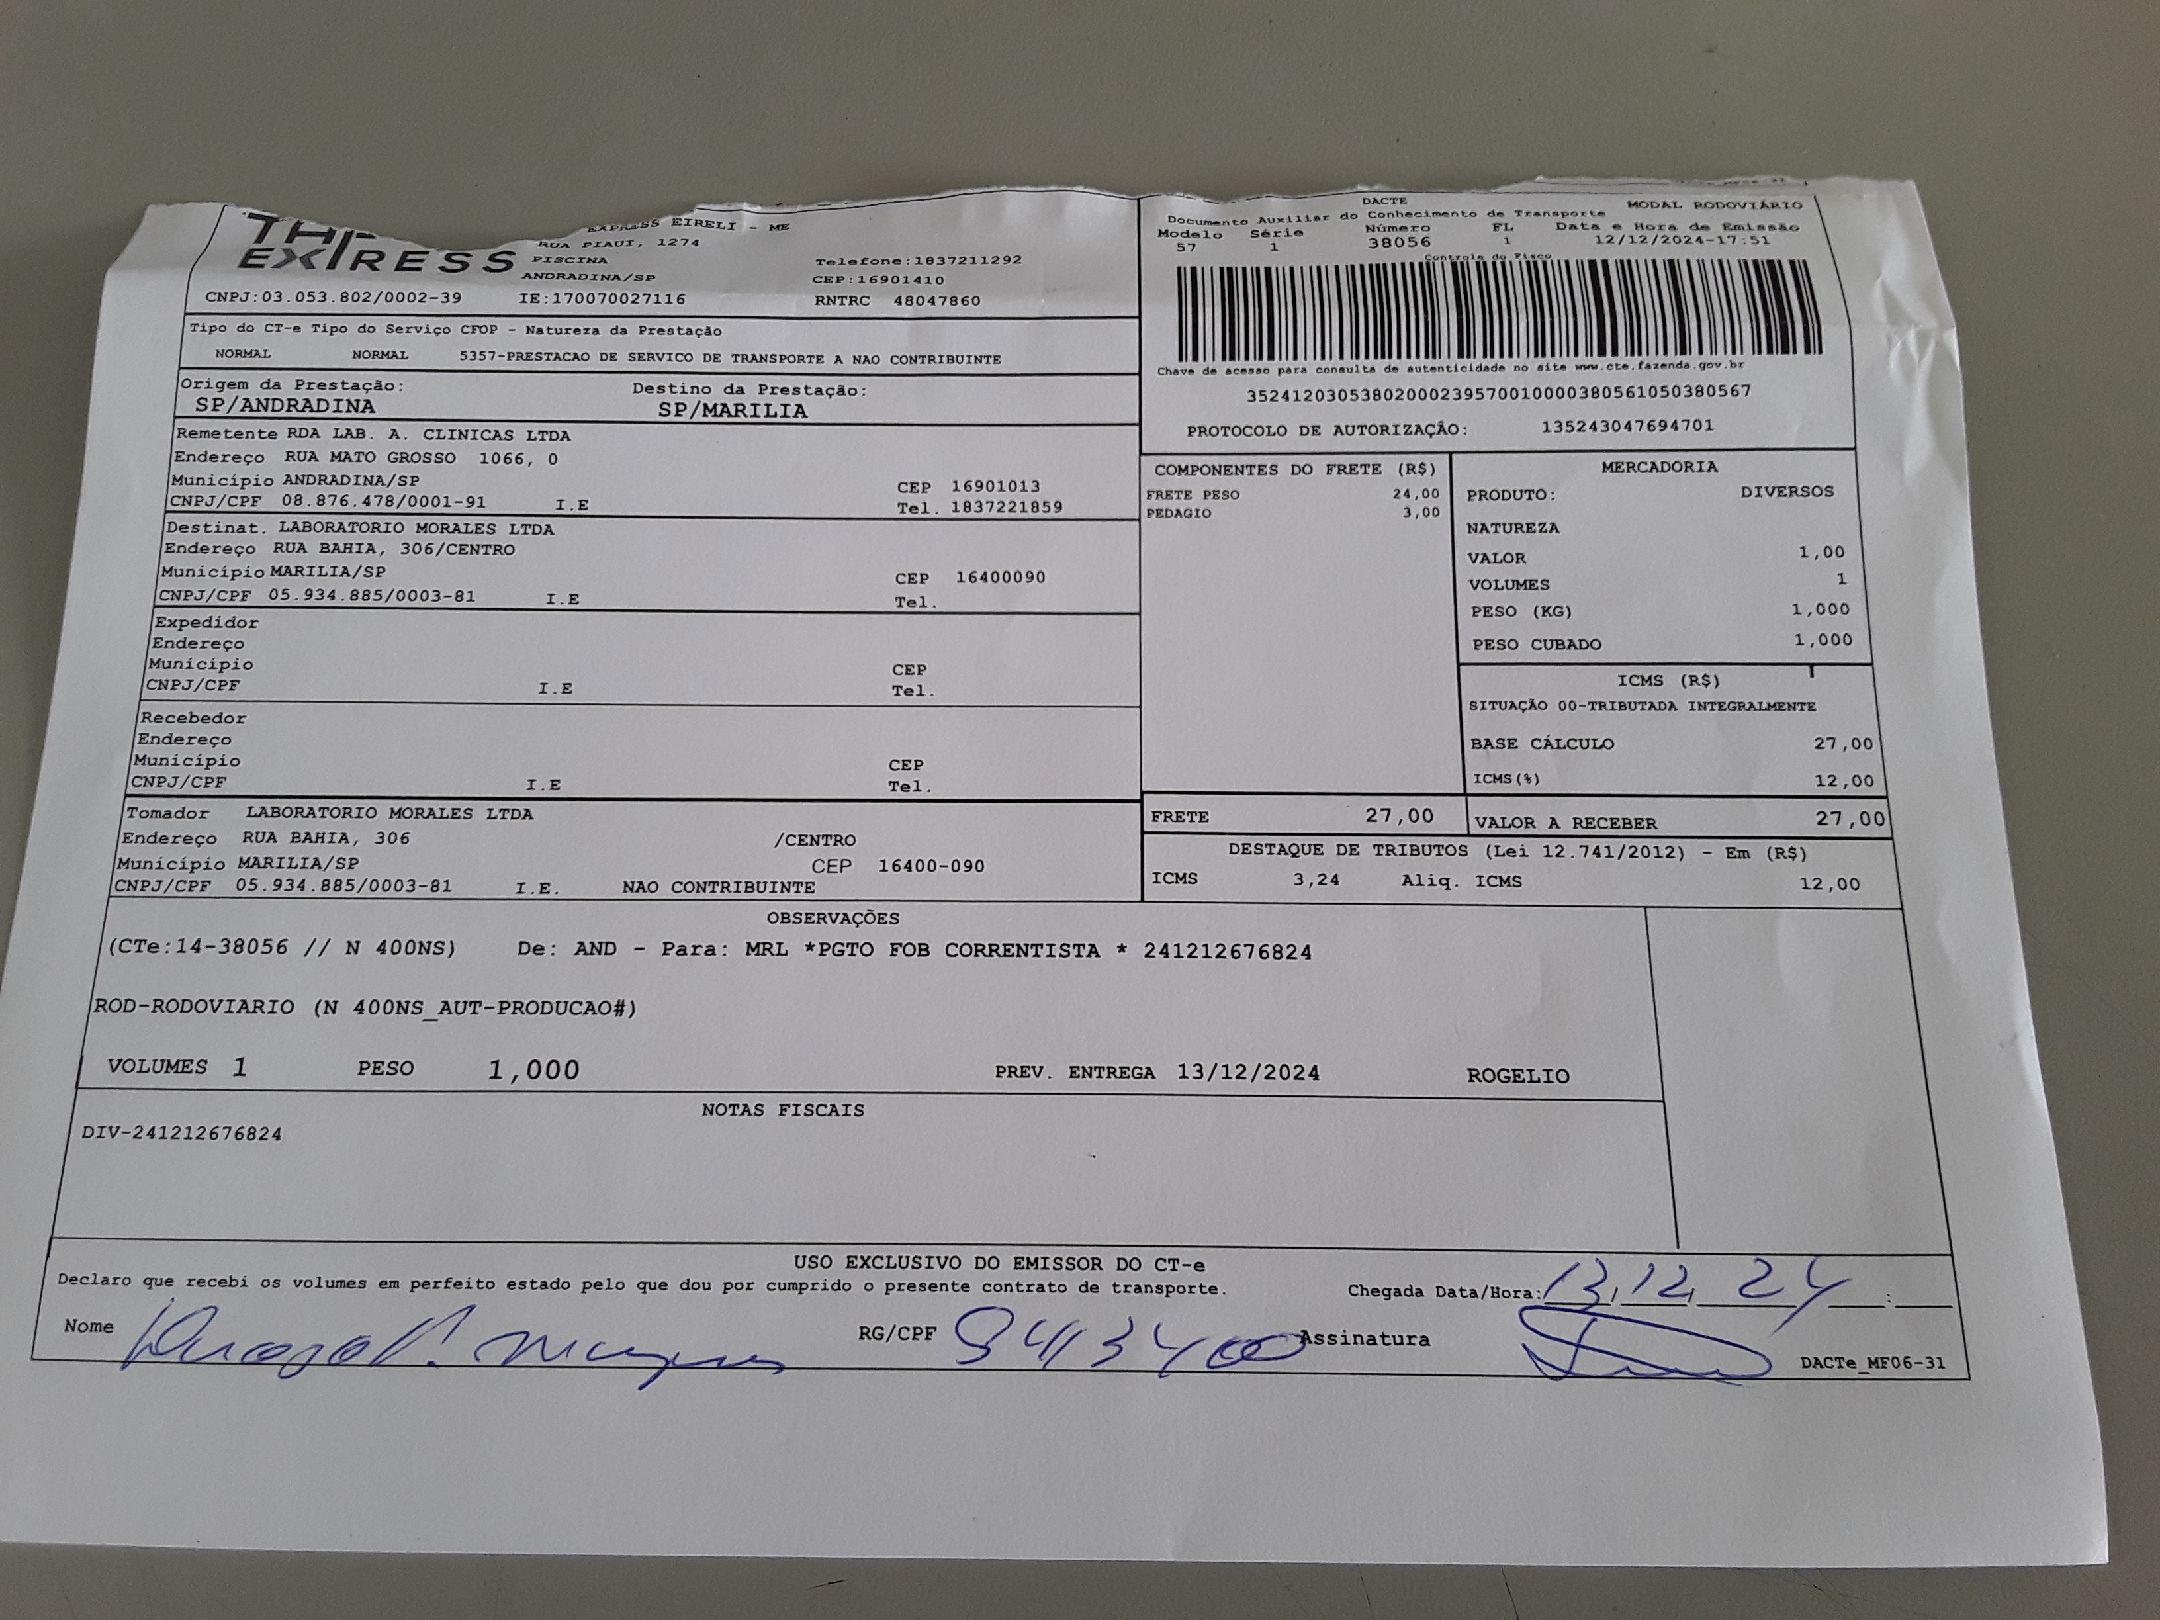 EXPRESS EIRELI - ME
EXPRESS
RUA PIAUI, 1274
PISCINA
Telefone:1837211292
ANDRADINA/SP
CEP:16901410
CNPJ:03.053.802/0002-39 IE:170070027116
RNTRC 48047860
DACTE
Documento Auxiliar do Conhecimento de Transporte
MODAL RODOVIÁRIO
Modelo Série Número FL Data e Hora de Emissão
57 1 38056 1 12/12/2024-17:51
Controle do Fisco
Chave de acesso para consulta de autenticidade no site www.cte.fazenda.gov.br
35241203053802000239570010000380561050380567
PROTOCOLO DE AUTORIZAÇÃO: 135243047694701
Tipo do CT-e Tipo do Serviço CFOP - Natureza da Prestação
NORMAL NORMAL 5357-PRESTACAO DE SERVICO DE TRANSPORTE A NAO CONTRIBUINTE
Origem da Prestação: Destino da Prestação:
SP/ANDRADINA SP/MARILIA
Remetente RDA LAB. A. CLINICAS LTDA
Endereço RUA MATO GROSSO 1066, 0
Município ANDRADINA/SP CEP 16901013
CNPJ/CPF 08.876.478/0001-91 I.E Tel. 1837221859
Destinat. LABORATORIO MORALES LTDA
Endereço RUA BAHIA, 306/CENTRO
Município MARILIA/SP CEP 16400090
CNPJ/CPF 05.934.885/0003-81 I.E Tel.
Expedidor
Endereço
Município CEP
CNPJ/CPF I.E Tel.
Recebedor
Endereço
Município CEP
CNPJ/CPF I.E Tel.
Tomador LABORATORIO MORALES LTDA
Endereço RUA BAHIA, 306 /CENTRO
Município MARILIA/SP CEP 16400-090
CNPJ/CPF 05.934.885/0003-81 I.E. NAO CONTRIBUINTE
COMPONENTES DO FRETE (R$)
FRETE PESO 24,00
PEDAGIO 3,00
MERCADORIA
PRODUTO: DIVERSOS
NATUREZA
VALOR 1,00
VOLUMES 1
PESO (KG) 1,000
PESO CUBADO 1,000
ICMS (R$)
SITUAÇÃO 00-TRIBUTADA INTEGRALMENTE
BASE CÁLCULO 27,00
ICMS(%) 12,00
FRETE 27,00 VALOR A RECEBER 27,00
DESTAQUE DE TRIBUTOS (Lei 12.741/2012) - Em (R$)
ICMS 3,24 Aliq. ICMS 12,00
OBSERVAÇÕES
(CTe:14-38056 // N 400NS) De: AND - Para: MRL *PGTO FOB CORRENTISTA * 241212676824
ROD-RODOVIARIO (N 400NS_AUT-PRODUCAO#)
VOLUMES 1 PESO 1,000 PREV. ENTREGA 13/12/2024 ROGELIO
NOTAS FISCAIS
DIV-241212676824
USO EXCLUSIVO DO EMISSOR DO CT-e
Declaro que recebi os volumes em perfeito estado pelo que dou por cumprido o presente contrato de transporte. Chegada Data/Hora: 13, 12, 24 :
Nome RG/CPF Assinatura
DACTe_MF06-31